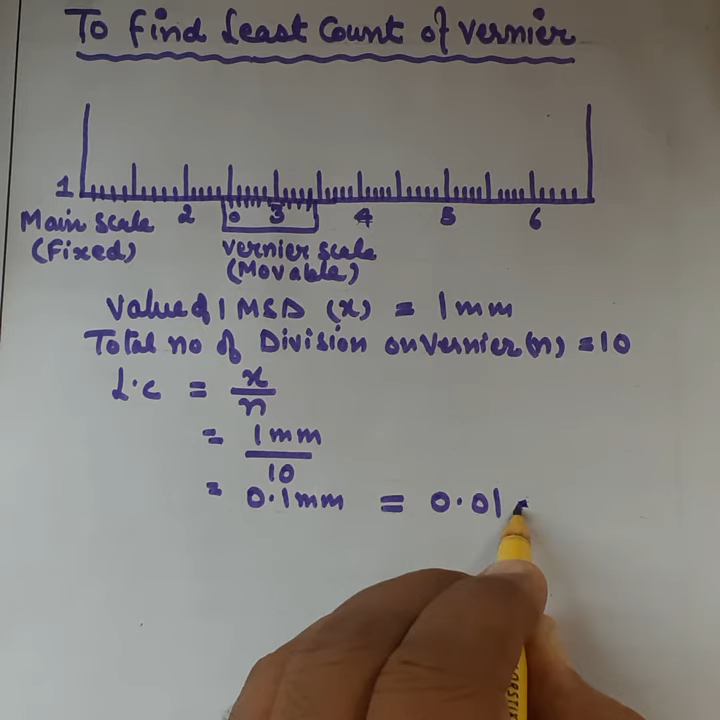 To find Least Count of Vernier
1
2 0 3 4 5 6
Main Scale
(Fixed)
Vernier scale
(Movable)
Value of 1 MSD (x) = 1mm
Total no of Division on Vernier (n) = 10
L.C = x/n
= 1mm/10
= 0.1mm = 0.01